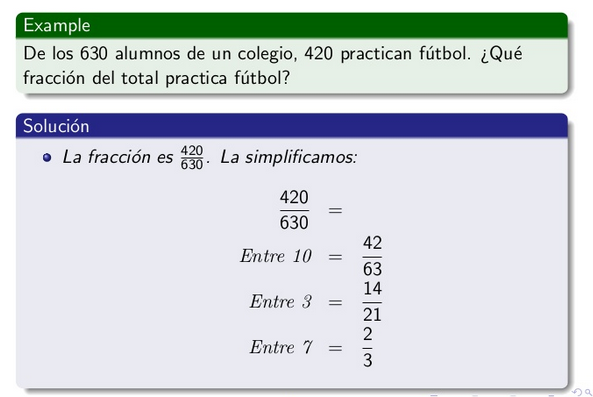 Example
De los 630 alumnos de un colegio, 420 practican fútbol. ¿Qué
fracción del total practica fútbol?
Solución
La fracción es 420/630. La simplificamos:
420/630 =
Entre 10 = 42/63
Entre 3 = 14/21
Entre 7 = 2/3